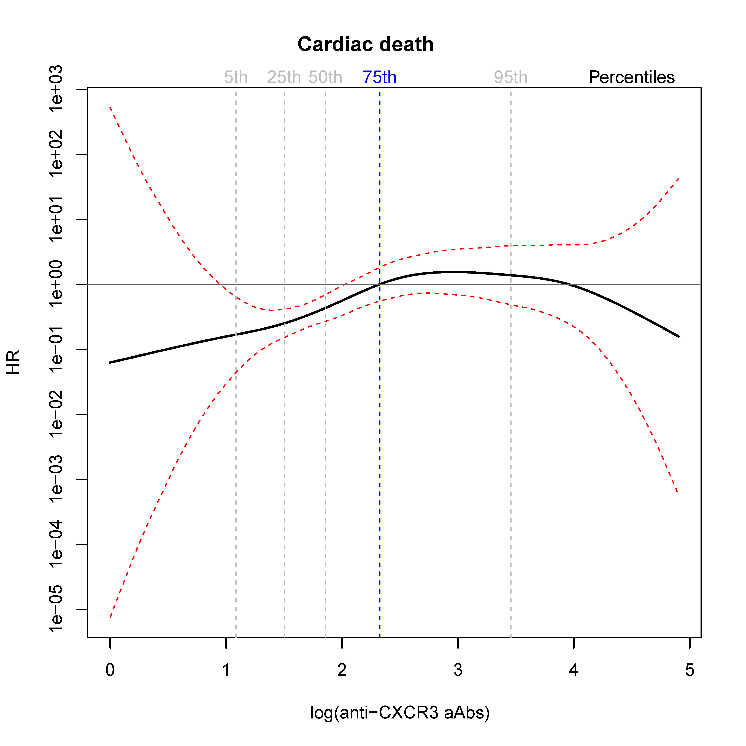 Cardiac death
5th 25th 50th 75th 95th Percentiles
1e+03
1e+02
1e+01
1e+00
1e−01
1e−02
1e−03
1e−04
1e−05
HR
0 1 2 3 4 5
log(anti−CXCR3 aAbs)